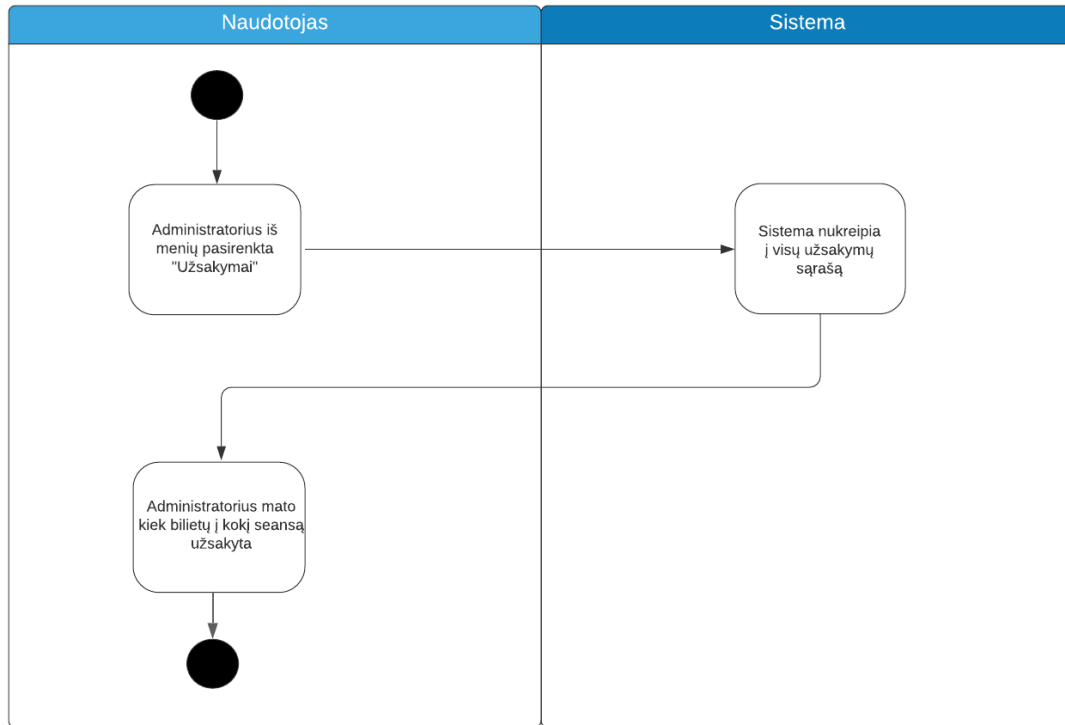 Naudotojas
Sistema
Administratorius iš
menių pasirenkta
"Užsakymai"
Sistema nukreipia
į visų užsakymų
sąrašą
Administratorius mato
kiek bilietų į kokį seansą
užsakyta